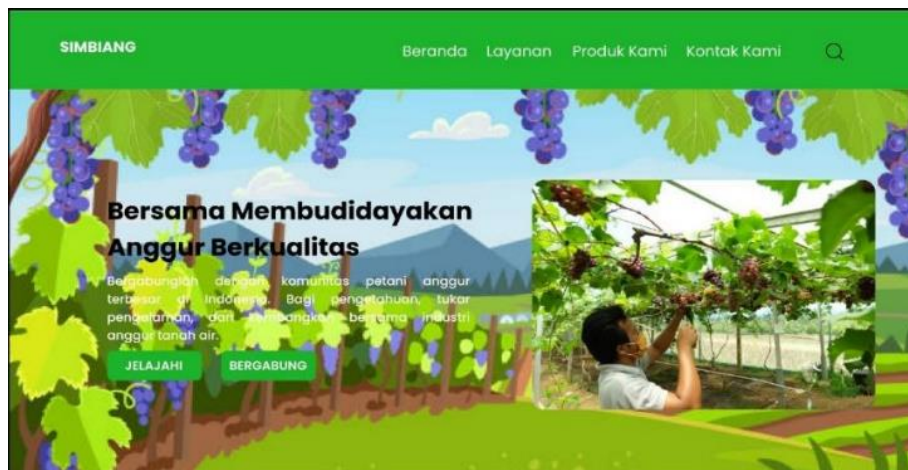 SIMBIANG
Beranda Layanan Produk Kami Kontak Kami
Bersama Membudidayakan
Anggur Berkualitas
Bergabunglah dengan komunitas petani anggur
terbesar di Indonesia. Bagi pengetahuan, tukar
pengalaman, dan kembangkan bersama industri
anggur tanah air.
JELAJAHI BERGABUNG